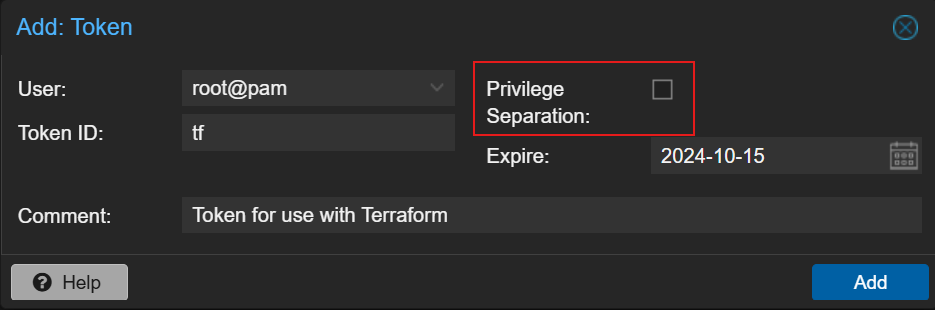 Add: Token
User:
root@pam
Privilege
Separation:
Token ID:
tf
Expire:
2024-10-15
Comment:
Token for use with Terraform
Help
Add